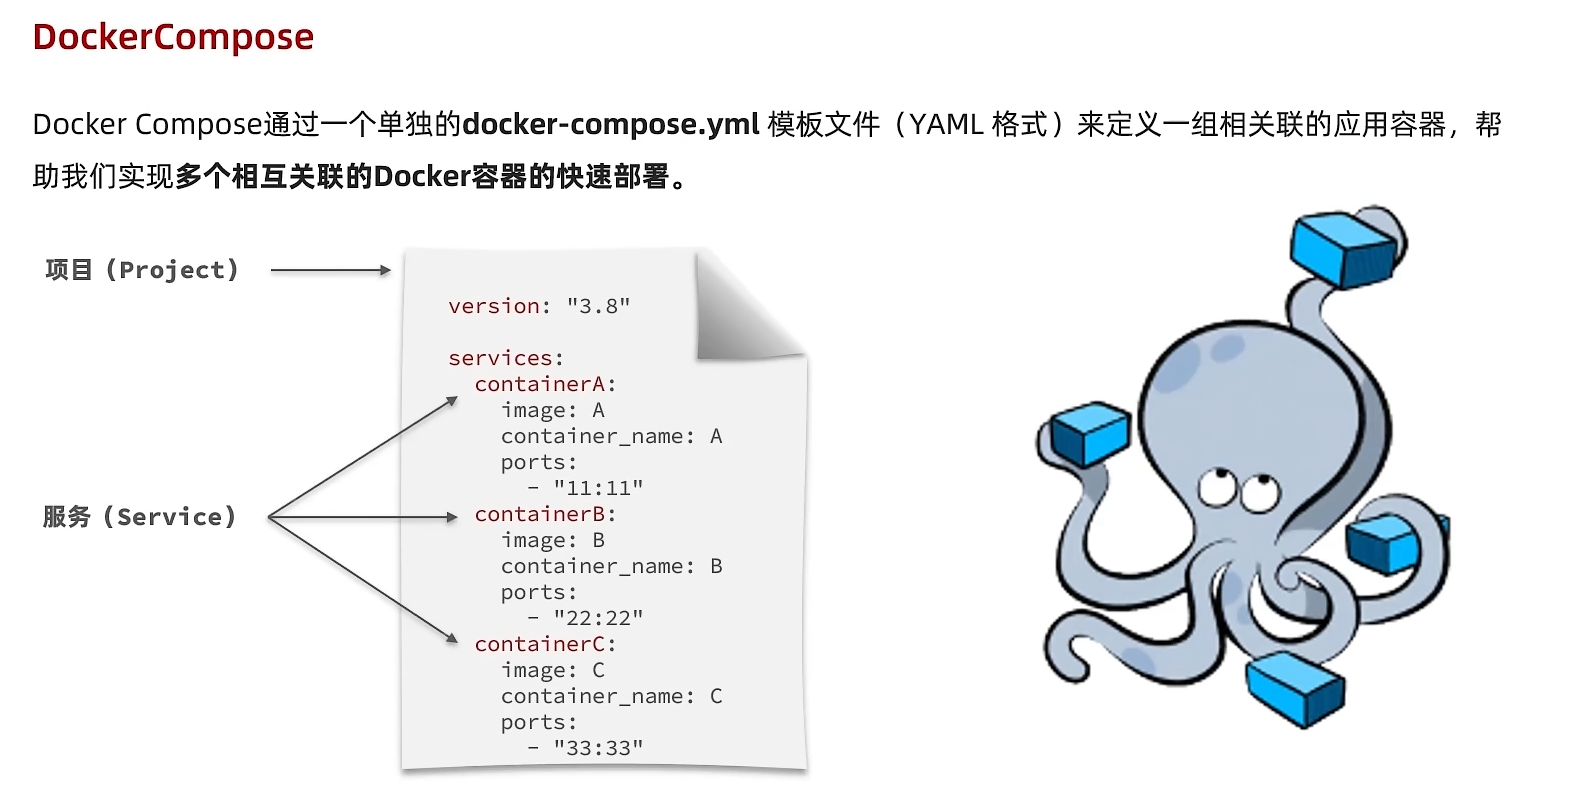 DockerCompose
Docker Compose通过一个单独的docker-compose.yml 模板文件（YAML 格式）来定义一组相关联的应用容器，帮
助我们实现多个相互关联的Docker容器的快速部署。
项目（Project）
version: "3.8"
services:
containerA:
image: A
container_name: A
ports:
- "11:11"
服务（Service）
containerB:
image: B
container_name: B
ports:
- "22:22"
containerC:
image: C
container_name: C
ports:
- "33:33"